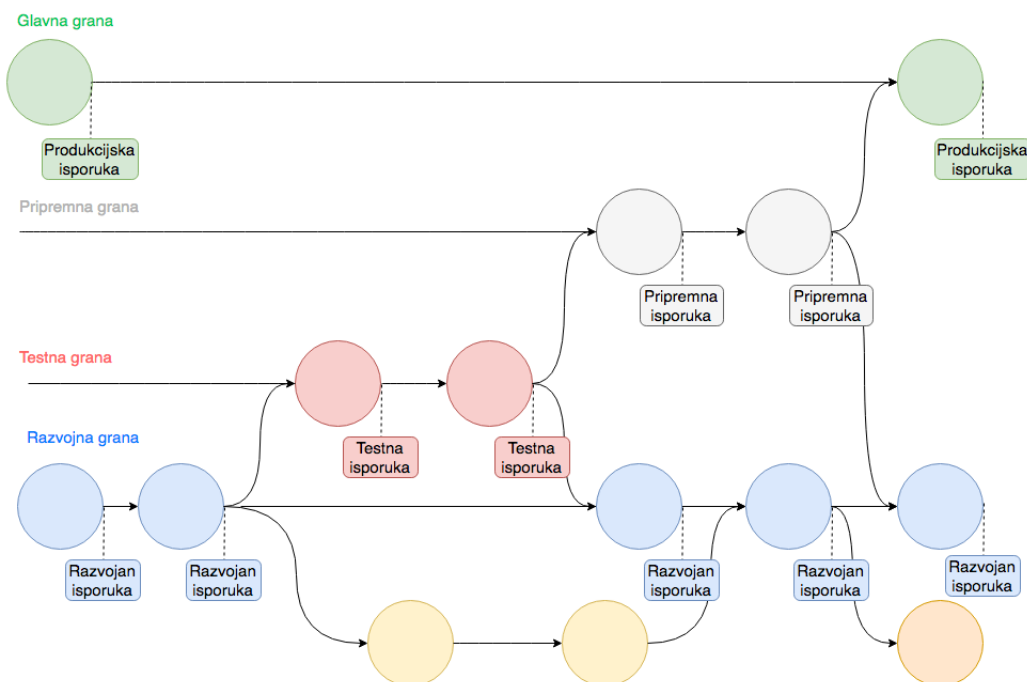 Glavna grana
Produkcijska
isporuka
Produkcijska
isporuka
Pripremna grana
Pripremna
isporuka
Pripremna
isporuka
Testna grana
Testna
isporuka
Testna
isporuka
Razvojna grana
Razvojan
isporuka
Razvojan
isporuka
Razvojan
isporuka
Razvojan
isporuka
Razvojan
isporuka